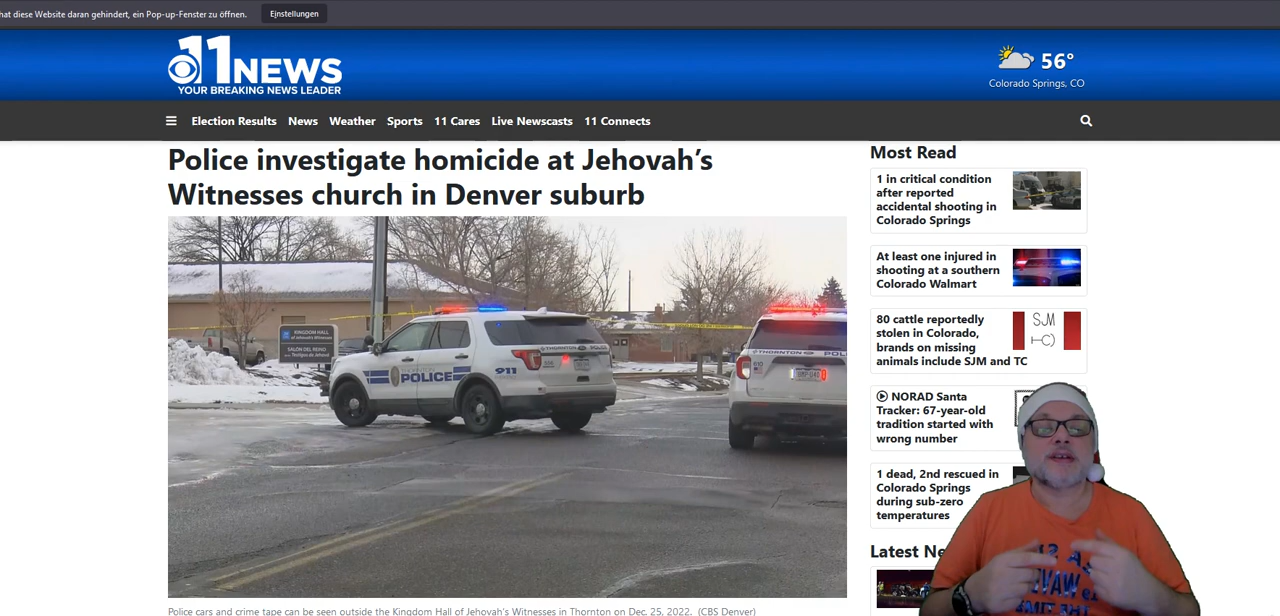 hat diese Website daran gehindert, ein Pop-up-Fenster zu öffnen.
Einstellungen
11 NEWS
YOUR BREAKING NEWS LEADER
56°
Colorado Springs, CO
Election Results
News
Weather
Sports
11 Cares
Live Newscasts
11 Connects
Police investigate homicide at Jehovah's
Witnesses church in Denver suburb
KINGDOM HALL
of Jehovah's Witnesses
SALÓN DEL REINO
de los Testigos de Jehová
THORNTON
POLICE
911
THORNTON
Police cars and crime tape can be seen outside the Kingdom Hall of Jehovah's Witnesses in Thornton on Dec. 25, 2022. (CBS Denver)
Most Read
1 in critical condition
after reported
accidental shooting in
Colorado Springs
At least one injured in
shooting at a southern
Colorado Walmart
80 cattle reportedly
stolen in Colorado,
brands on missing
animals include SJM and TC
SJM
NORAD Santa
Tracker: 67-year-old
tradition started with
wrong number
1 dead, 2nd rescued in
Colorado Springs
during sub-zero
temperatures
Latest Ne